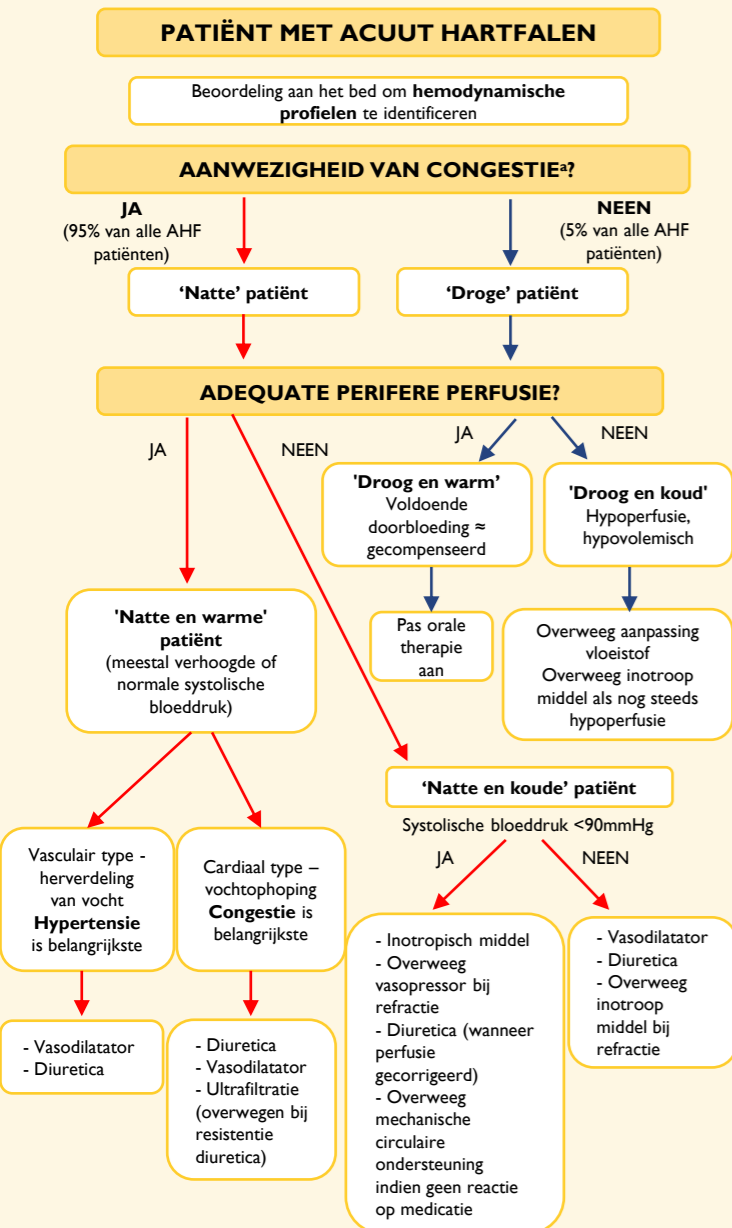 PATIËNT MET ACUUT HARTFALEN
Beoordeling aan het bed om hemodynamische
profielen te identificeren
AANWEZIGHEID VAN CONGESTIEᵃ?
JA
(95% van alle AHF
patiënten)
NEEN
(5% van alle AHF
patiënten)
‘Natte’ patiënt
‘Droge’ patiënt
ADEQUATE PERIFERE PERFUSIE?
JA
NEEN
JA
NEEN
'Droog en warm’
Voldoende
doorbloeding ≈
gecompenseerd
'Droog en koud'
Hypoperfusie,
hypovolemisch
Pas orale
therapie
aan
Overweeg aanpassing
vloeistof
Overweeg inotroop
middel als nog steeds
hypoperfusie
'Natte en warme'
patiënt
(meestal verhoogde of
normale systolische
bloeddruk)
‘Natte en koude’ patiënt
Systolische bloeddruk <90mmHg
JA
NEEN
Vasculair type -
herverdeling
van vocht
Hypertensie
is belangrijkste
Cardiaal type –
vochtophoping
Congestie is
belangrijkste
- Vasodilatator
- Diuretica
- Diuretica
- Vasodilatator
- Ultrafiltratie
(overwegen bij
resistentie
diuretica)
- Inotropisch middel
- Overweeg
vasopressor bij
refractie
- Diuretica (wanneer
perfusie
gecorrigeerd)
- Overweeg
mechanische
circulaire
ondersteuning
indien geen reactie
op medicatie
- Vasodilatator
- Diuretica
- Overweeg
inotroop
middel bij
refractie